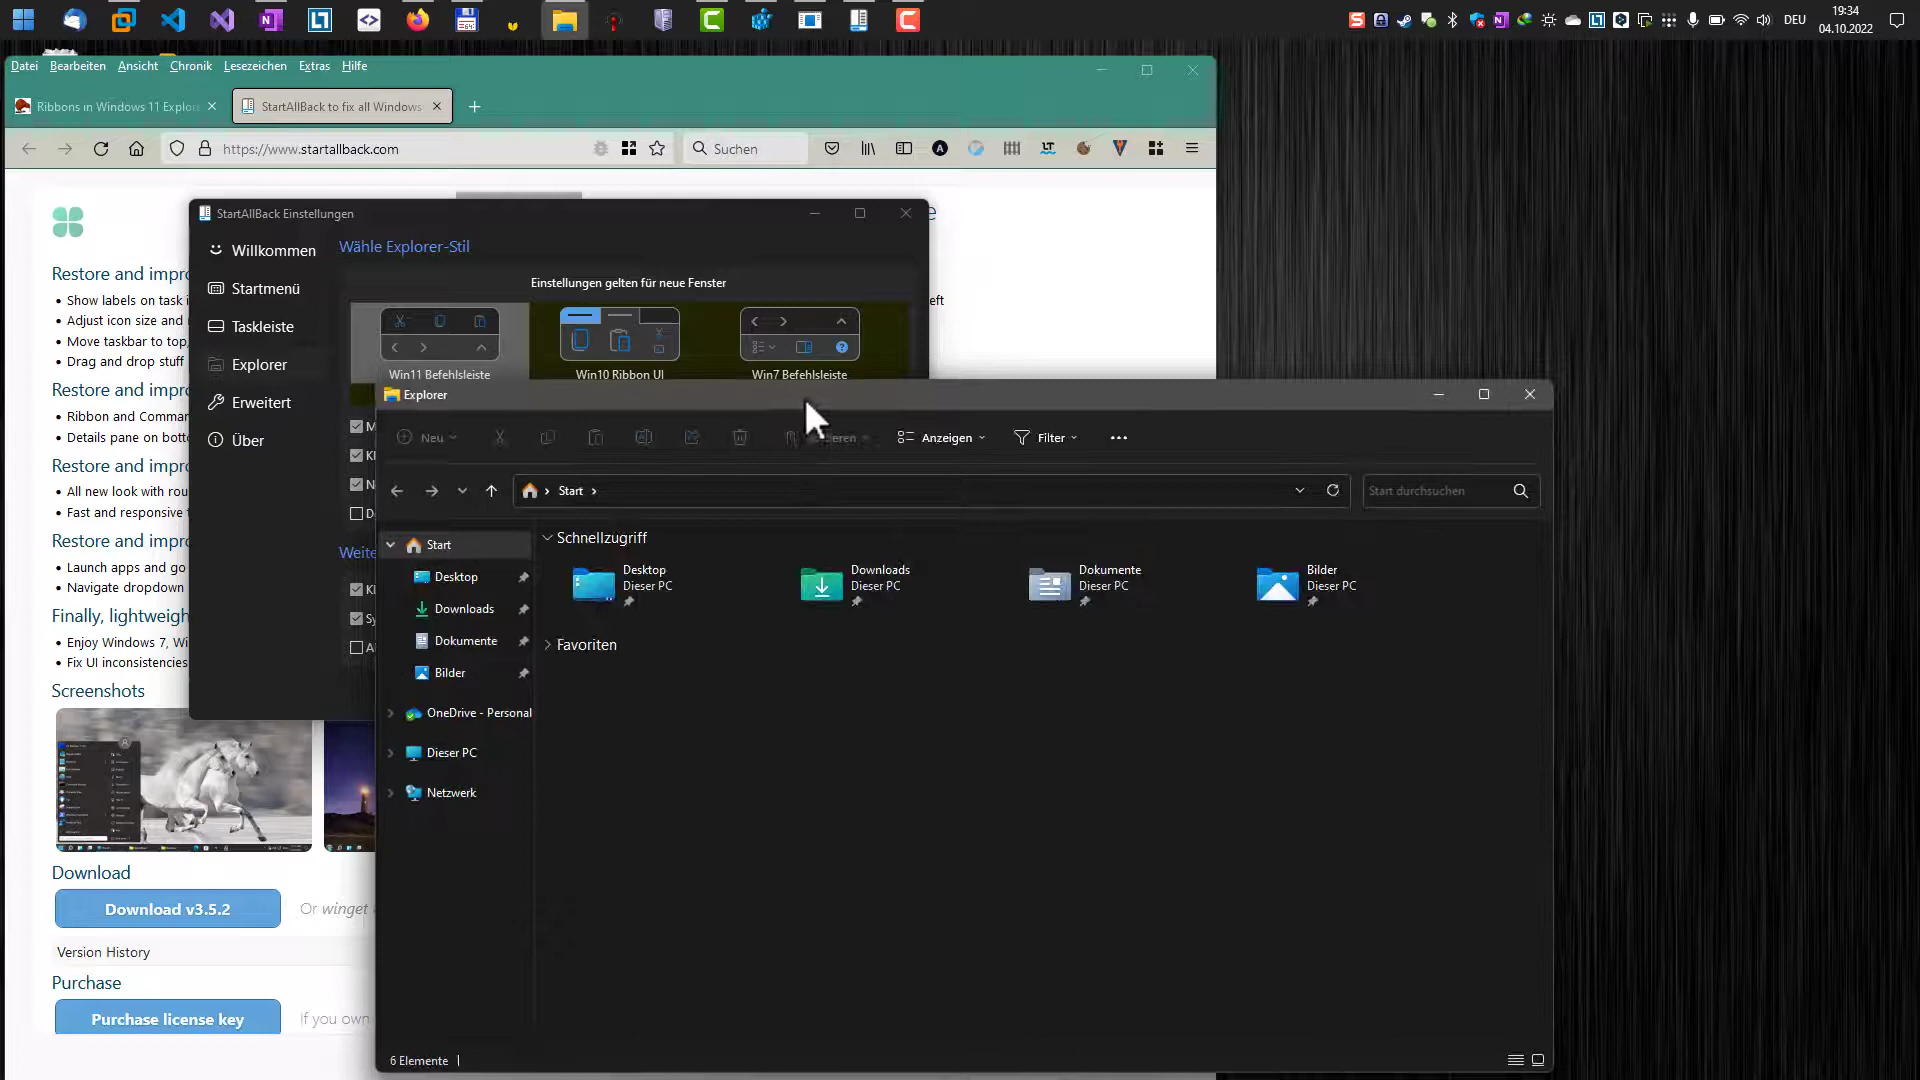 DEU
19:34
04.10.2022
Datei Bearbeiten Ansicht Chronik Lesezeichen Extras Hilfe
Ribbons in Windows 11 Explor
StartAllBack to fix all Windows
https://www.startallback.com
Suchen
Restore and impro
• Show labels on task i
• Adjust icon size and
• Move taskbar to top,
• Drag and drop stuff
eft
Restore and impro
• Ribbon and Comman
• Details pane on botto
Restore and impro
• All new look with rou
• Fast and responsive
Restore and impro
• Launch apps and go
• Navigate dropdown
Finally, lightweigh
• Enjoy Windows 7, Wi
• Fix UI inconsistencies
Screenshots
Download
Download v3.5.2
Or winget
Version History
Purchase
Purchase license key
If you own
StartAllBack Einstellungen
Willkommen
Startmenü
Taskleiste
Explorer
Erweitert
Über
Wähle Explorer-Stil
Einstellungen gelten für neue Fenster
Win11 Befehlsleiste
Win10 Ribbon UI
Win7 Befehlsleiste
Weite
Explorer
Neu
Anzeigen
Filter
Start
Start durchsuchen
Start
Desktop
Downloads
Dokumente
Bilder
OneDrive - Personal
Dieser PC
Netzwerk
Schnellzugriff
Desktop
Dieser PC
Downloads
Dieser PC
Dokumente
Dieser PC
Bilder
Dieser PC
Favoriten
6 Elemente